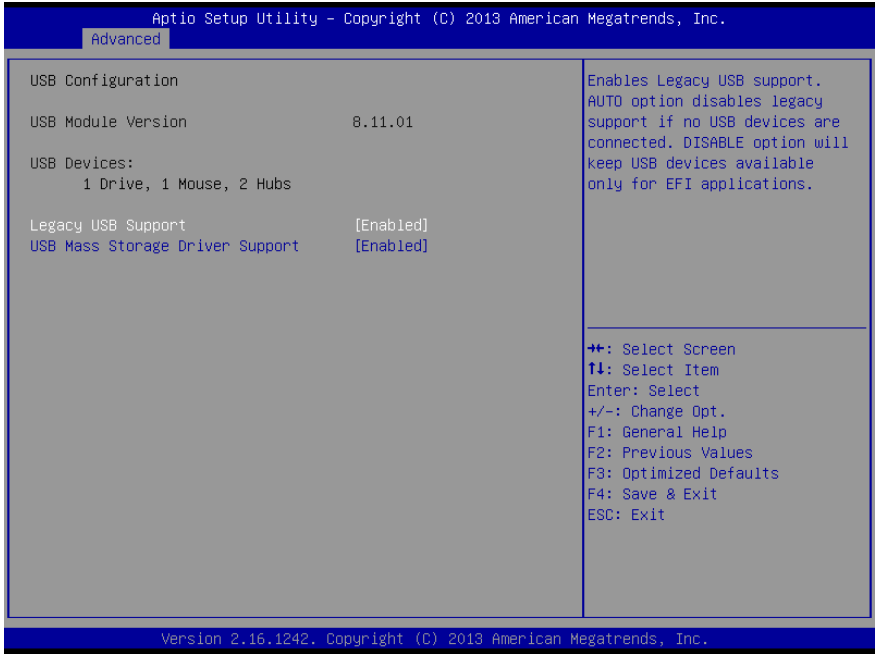 Aptio Setup Utility – Copyright (C) 2013 American Megatrends, Inc.
Advanced
USB Configuration
USB Module Version 8.11.01
USB Devices:
1 Drive, 1 Mouse, 2 Hubs
Legacy USB Support [Enabled]
USB Mass Storage Driver Support [Enabled]
Enables Legacy USB support.
AUTO option disables legacy
support if no USB devices are
connected. DISABLE option will
keep USB devices available
only for EFI applications.
→←: Select Screen
↑↓: Select Item
Enter: Select
+/-: Change Opt.
F1: General Help
F2: Previous Values
F3: Optimized Defaults
F4: Save & Exit
ESC: Exit
Version 2.16.1242. Copyright (C) 2013 American Megatrends, Inc.